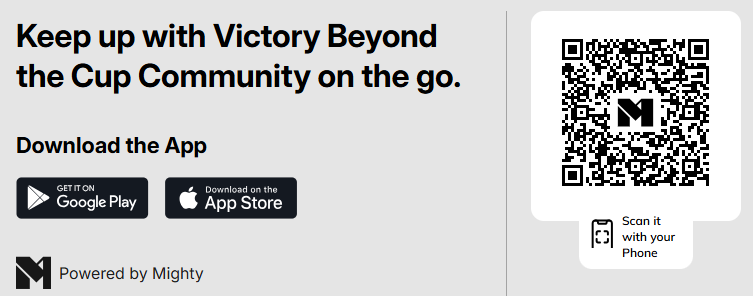 Keep up with Victory Beyond
the Cup Community on the go.
Download the App
GET IT ON
Google Play
Download on the
App Store
Powered by Mighty
Scan it
with your
Phone